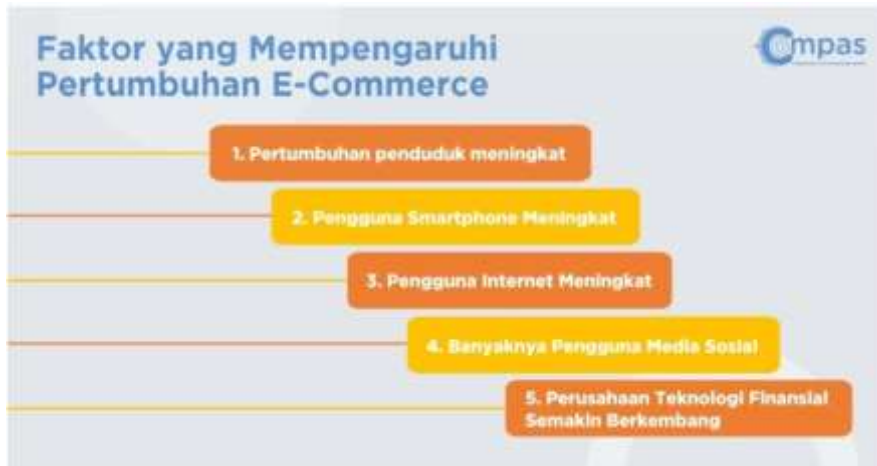 Faktor yang Mempengaruhi
Pertumbuhan E-Commerce
Compas
1. Pertumbuhan penduduk meningkat
2. Pengguna Smartphone Meningkat
3. Pengguna Internet Meningkat
4. Banyaknya Pengguna Media Sosial
5. Perusahaan Teknologi Finansial
Semakin Berkembang